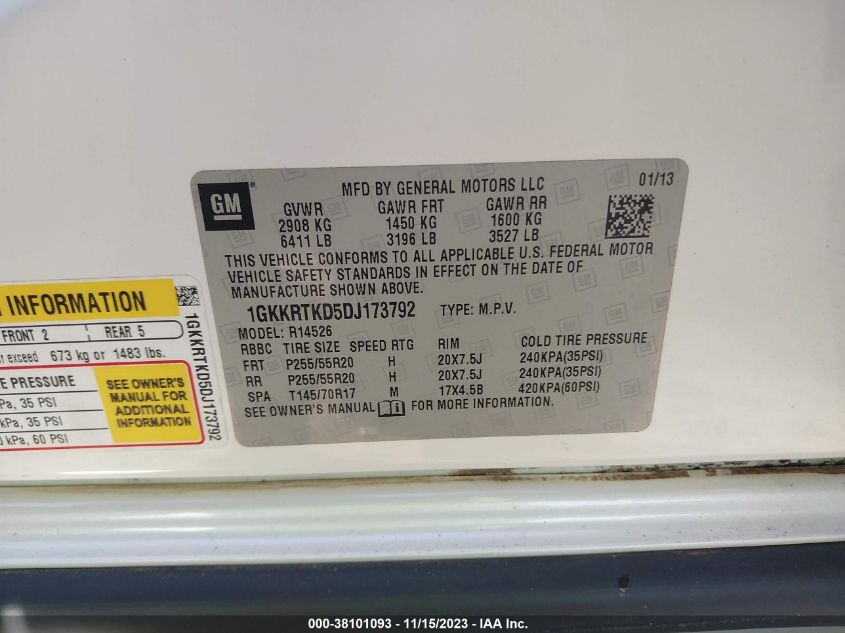 GM
®
MFD BY GENERAL MOTORS LLC
01/13
GVWR GAWR FRT GAWR RR
2908 KG 1450 KG 1600 KG
6411 LB 3196 LB 3527 LB
THIS VEHICLE CONFORMS TO ALL APPLICABLE U.S. FEDERAL MOTOR
VEHICLE SAFETY STANDARDS IN EFFECT ON THE DATE OF
MANUFACTURE SHOWN ABOVE.
1GKKRTKD5DJ173792 TYPE: M.P.V.
MODEL: R14526
RBBC TIRE SIZE SPEED RTG RIM COLD TIRE PRESSURE
FRT P255/55R20 H 20X7.5J 240KPA(35PSI)
RR P255/55R20 H 20X7.5J 240KPA(35PSI)
SPA T145/70R17 M 17X4.5B 420KPA(60PSI)
SEE OWNER'S MANUAL i FOR MORE INFORMATION.
INFORMATION
FRONT 2 REAR 5
exceed 673 kg or 1483 lbs.
PRESSURE
kPa, 35 PSI
kPa, 35 PSI
kPa, 60 PSI
SEE OWNER'S
MANUAL FOR
ADDITIONAL
INFORMATION
1GKKRTKD5DJ173792
000-38101093 - 11/15/2023 - IAA Inc.